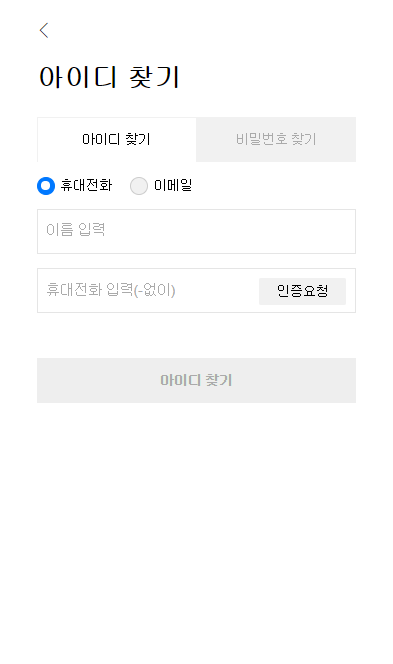 아이디 찾기
아이디 찾기 비밀번호 찾기
휴대전화 이메일
이름 입력
휴대전화 입력(-없이) 인증요청
아이디 찾기